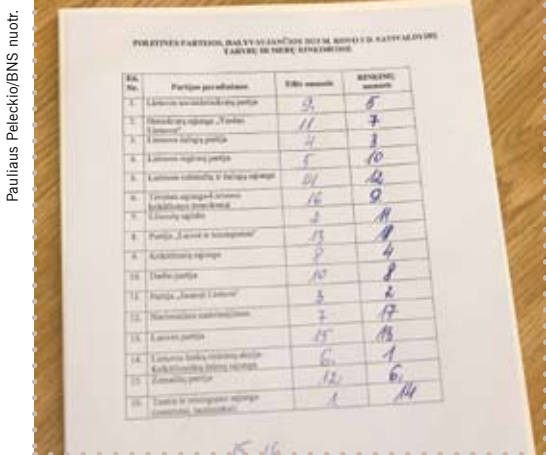 Pauliaus Peleckio/BNS nuotr.
POLITINĖS PARTIJOS, DALYVAUJANČIOS 2023 M. KOVO 5 D. SAVIVALDYBIŲ
TARYBŲ IR MERŲ RINKIMUOSE
Eil. Nr. Partijos pavadinimas Eilės numeris RINKIMŲ numeris
1. Lietuvos socialdemokratų partija 9. 5
2. Demokratų sąjunga „Vardan Lietuvos“ 11 7
3. Lietuvos žaliųjų partija 4 3
4. Lietuvos regionų partija 5 10
5. Lietuvos valstiečių ir žaliųjų sąjunga 12
6. Tėvynės sąjunga-Lietuvos krikščionys demokratai 16 9
7. Liberalų sąjūdis 2 11
8. Partija „Laisvė ir teisingumas“ 13
9. Krikščionių sąjunga 8 4
10. Darbo partija 10 8
11. Partija „Jaunoji Lietuva“ 3 2
12. Nacionalinis susivienijimas 7 17
13. Laisvės partija 15 13
14. Lietuvos lenkų rinkimų akcija-Krikščioniškų šeimų sąjunga 6. 1
15. Žemaičių partija 12. 6.
16. Tautos ir teisingumo sąjunga 1 14
15 16